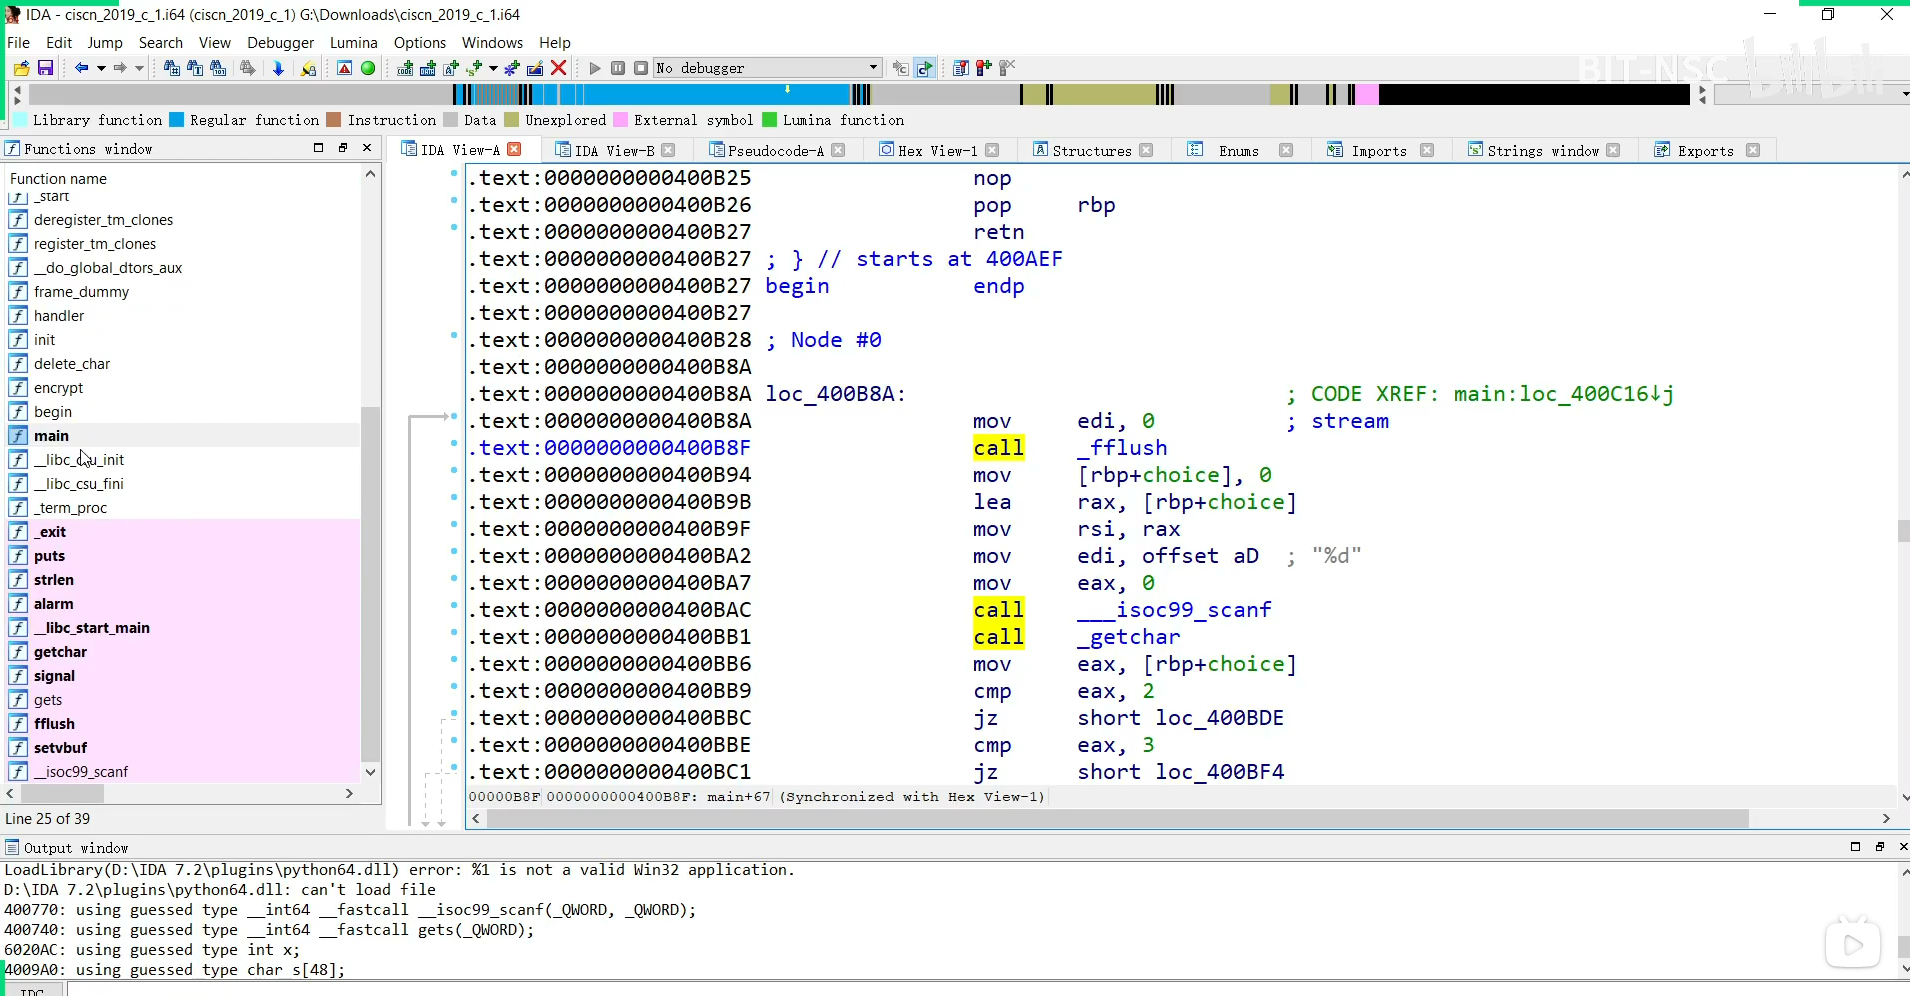 IDA - ciscn_2019_c_1.i64 (ciscn_2019_c_1) G:\Downloads\ciscn_2019_c_1.i64
File Edit Jump Search View Debugger Lumina Options Windows Help
No debugger
BIT-NSC bilibili
Library function Regular function Instruction Data Unexplored External symbol Lumina function
Functions window
IDA View-A IDA View-B Pseudocode-A Hex View-1 Structures Enums Imports Strings window Exports
Function name
_start
deregister_tm_clones
register_tm_clones
__do_global_dtors_aux
frame_dummy
handler
init
delete_char
encrypt
begin
main
__libc_csu_init
__libc_csu_fini
_term_proc
_exit
puts
strlen
alarm
__libc_start_main
getchar
signal
gets
fflush
setvbuf
__isoc99_scanf
Line 25 of 39
.text:0000000000400B25 nop
.text:0000000000400B26 pop rbp
.text:0000000000400B27 retn
.text:0000000000400B27 ; } // starts at 400AEF
.text:0000000000400B27 begin endp
.text:0000000000400B27
.text:0000000000400B28 ; Node #0
.text:0000000000400B8A
.text:0000000000400B8A loc_400B8A: ; CODE XREF: main:loc_400C16↓j
.text:0000000000400B8A mov edi, 0 ; stream
.text:0000000000400B8F call _fflush
.text:0000000000400B94 mov [rbp+choice], 0
.text:0000000000400B9B lea rax, [rbp+choice]
.text:0000000000400B9F mov rsi, rax
.text:0000000000400BA2 mov edi, offset aD ; "%d"
.text:0000000000400BA7 mov eax, 0
.text:0000000000400BAC call ___isoc99_scanf
.text:0000000000400BB1 call _getchar
.text:0000000000400BB6 mov eax, [rbp+choice]
.text:0000000000400BB9 cmp eax, 2
.text:0000000000400BBC jz short loc_400BDE
.text:0000000000400BBE cmp eax, 3
.text:0000000000400BC1 jz short loc_400BF4
00000B8F 0000000000400B8F: main+67 (Synchronized with Hex View-1)
Output window
LoadLibrary(D:\IDA 7.2\plugins\python64.dll) error: %1 is not a valid Win32 application.
D:\IDA 7.2\plugins\python64.dll: can't load file
400770: using guessed type __int64 __fastcall __isoc99_scanf(_QWORD, _QWORD);
400740: using guessed type __int64 __fastcall gets(_QWORD);
6020AC: using guessed type int x;
4009A0: using guessed type char s[48];
IDC